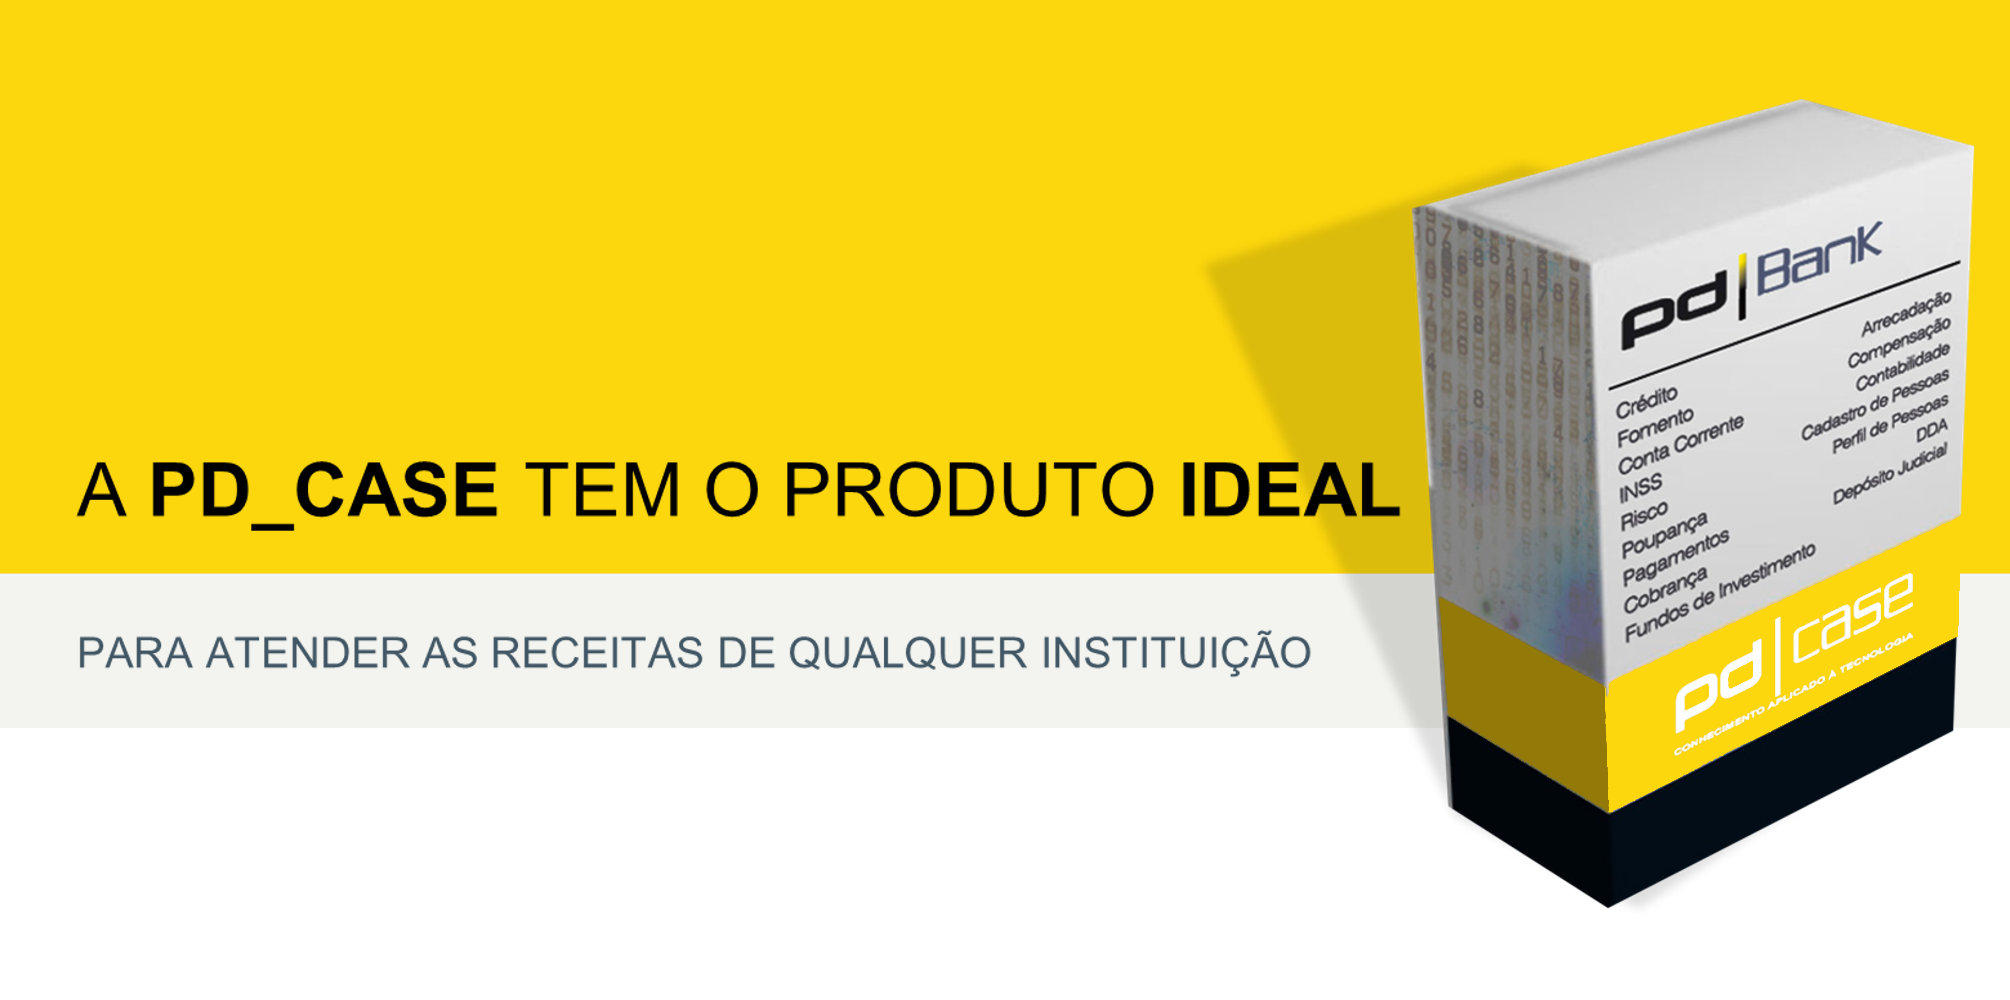 A PD_CASE TEM O PRODUTO IDEAL
PARA ATENDER AS RECEITAS DE QUALQUER INSTITUIÇÃO
pd|Bank
Crédito
Fomento
Conta Corrente
INSS
Risco
Poupança
Pagamentos
Cobrança
Fundos de Investimento
Arrecadação
Compensação
Contabilidade
Cadastro de Pessoas
Perfil de Pessoas
DDA
Depósito Judicial
pd|case
CONHECIMENTO APLICADO À TECNOLOGIA